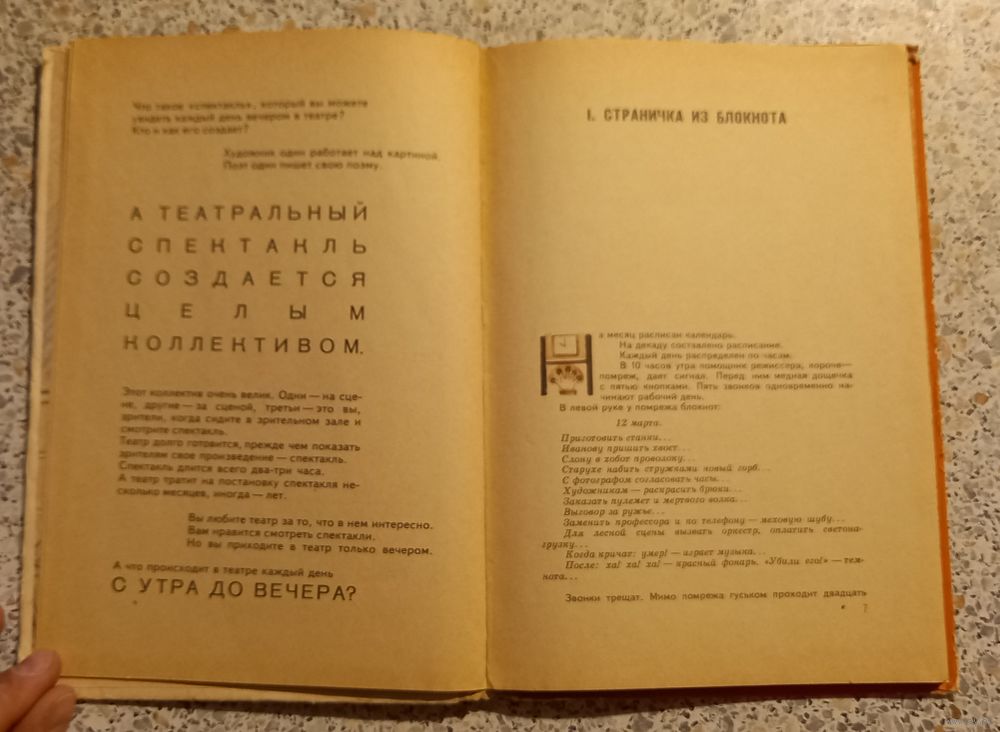 Что такое «спектакль», который вы можете
увидеть каждый день вечером в театре?
Кто и как его создает?
Художник один работает над картиной.
Поэт один пишет свою поэму.
А ТЕАТРАЛЬНЫЙ
СПЕКТАКЛЬ
СОЗДАЕТСЯ
ЦЕЛЫМ
КОЛЛЕКТИВОМ.
Этот коллектив очень велик. Одни — на сце-
не, другие — за сценой, третьи — это вы,
зрители, когда сидите в зрительном зале и
смотрите спектакль.
Театр долго готовится, прежде чем показать
зрителям свое произведение — спектакль.
Спектакль длится всего два-три часа.
А театр тратит на постановку спектакля не-
сколько месяцев, иногда — лет.
Вы любите театр за то, что в нем интересно.
Вам нравится смотреть спектакли.
Но вы приходите в театр только вечером.
А что происходит в театре каждый день
С УТРА ДО ВЕЧЕРА?
I. СТРАНИЧКА ИЗ БЛОКНОТА
На месяц расписан календарь.
На декаду составлено расписание.
Каждый день распределен по часам.
В 10 часов утра помощник режиссера, короче —
помреж, дает сигнал. Перед ним медная дощечка
с пятью кнопками. Пять звонков одновременно на-
чинают рабочий день.
В левой руке у помрежа блокнот:
12 марта.
Приготовить станки...
Иванову пришить хвост...
Слону в хобот проволоку...
Старухе набить стружками новый горб...
С фотографом согласовать часы...
Художникам — раскрасить брюки...
Заказать пулемет и мертвого волка...
Выговор за ружье...
Заменить профессора и по телефону — меховую шубу...
Для лесной сцены вызвать оркестр, оплатить светона-
грузку...
Когда кричат: умер! — играет музыка...
После: ха! ха! ха! — красный фонарь. «Убили его!» — тем-
нота...
Звонки трещат. Мимо помрежа гуськом проходит двадцать
7